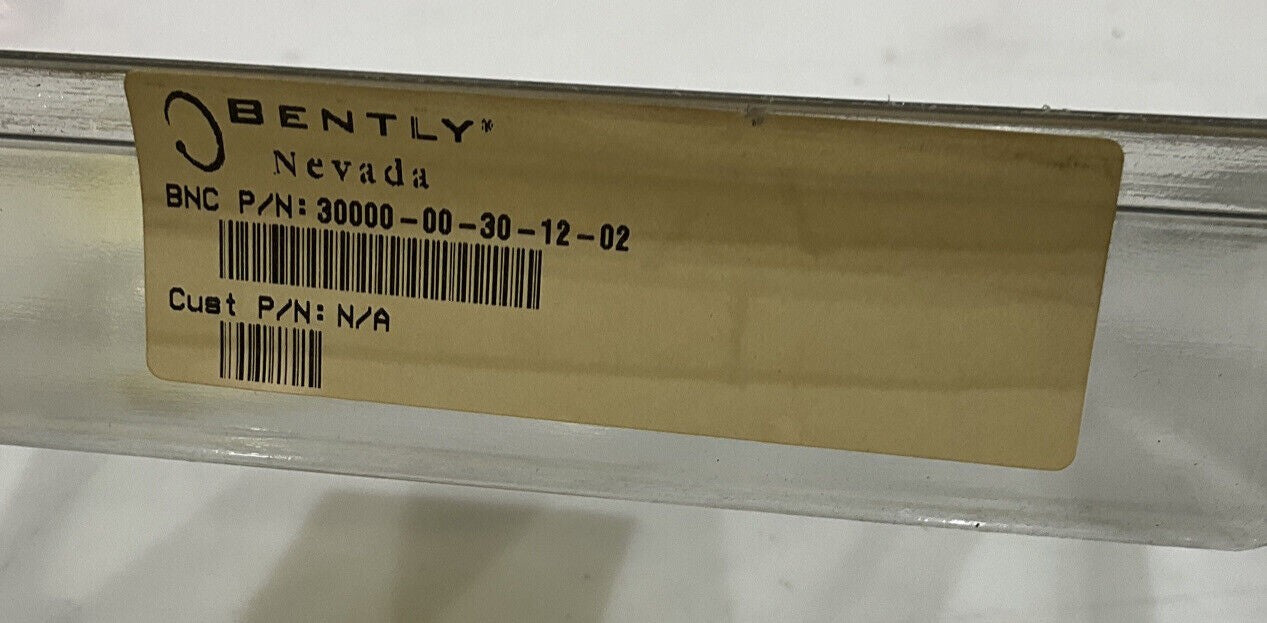 BENTLY®
Nevada
BNC P/N: 30000-00-30-12-02
Cust P/N: N/A